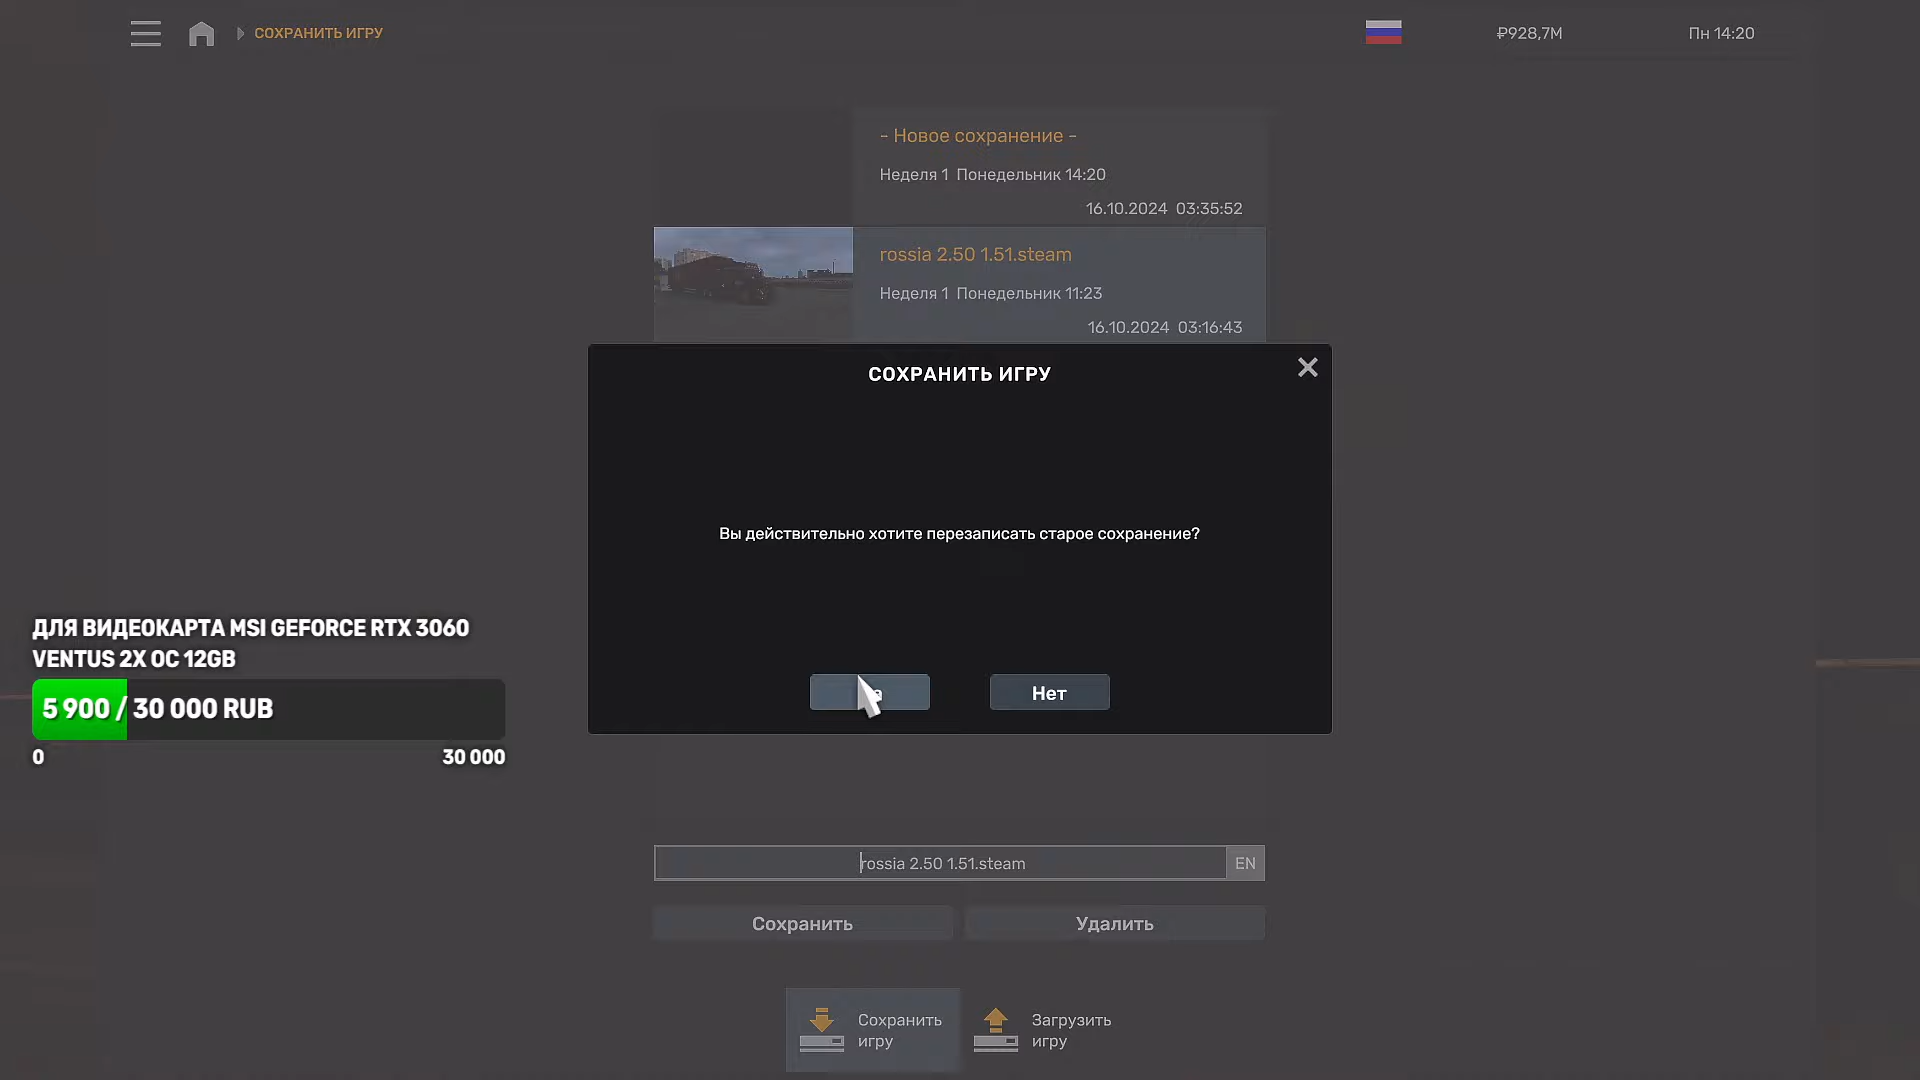 СОХРАНИТЬ ИГРУ
₽928,7M
Пн 14:20
- Новое сохранение -
Неделя 1 Понедельник 14:20
16.10.2024 03:35:52
rossia 2.50 1.51.steam
Неделя 1 Понедельник 11:23
16.10.2024 03:16:43
СОХРАНИТЬ ИГРУ
Вы действительно хотите перезаписать старое сохранение?
Нет
ДЛЯ ВИДЕОКАРТА MSI GEFORCE RTX 3060
VENTUS 2X OC 12GB
5 900 / 30 000 RUB
0
30 000
rossia 2.50 1.51.steam
EN
Сохранить
Удалить
Сохранить
игру
Загрузить
игру